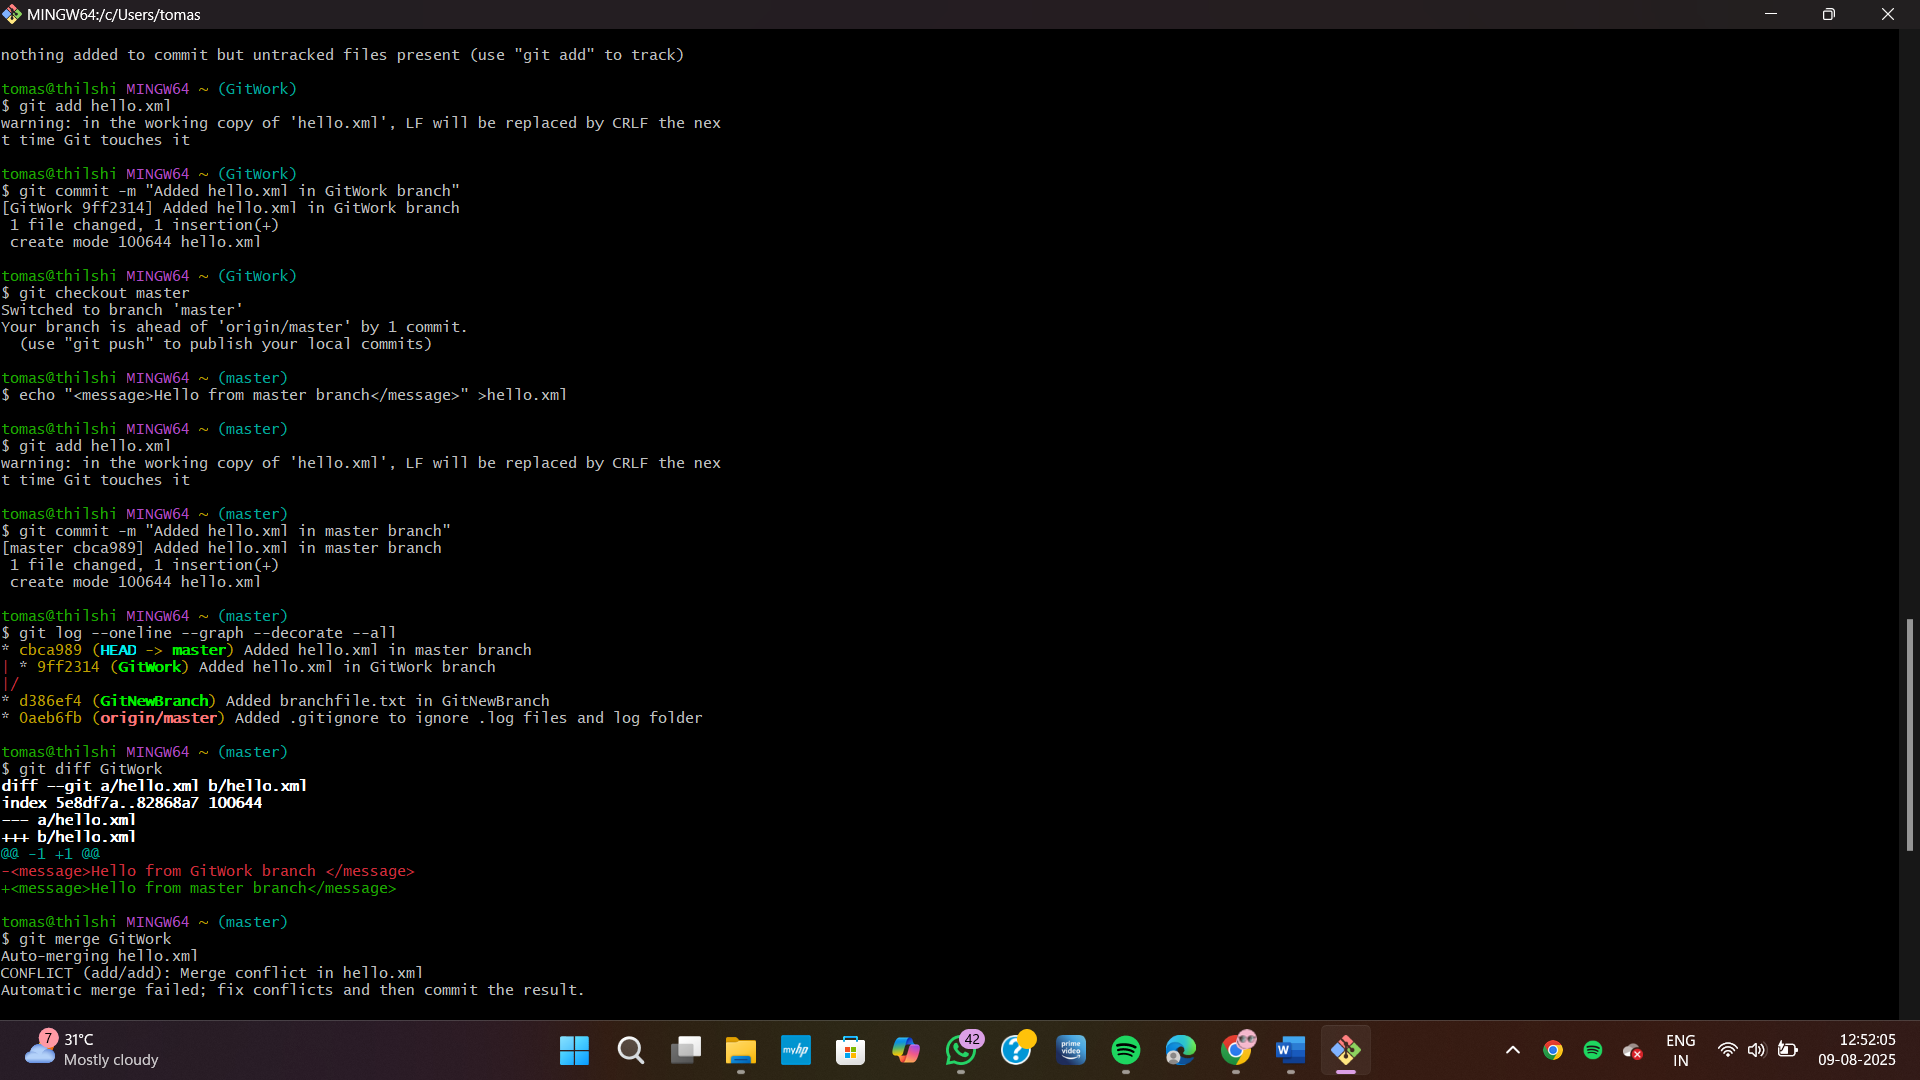 MINGW64:/c/Users/tomas
nothing added to commit but untracked files present (use "git add" to track)
tomas@thilshi MINGW64 ~ (GitWork)
$ git add hello.xml
warning: in the working copy of 'hello.xml', LF will be replaced by CRLF the nex
t time Git touches it
tomas@thilshi MINGW64 ~ (GitWork)
$ git commit -m "Added hello.xml in GitWork branch"
[GitWork 9ff2314] Added hello.xml in GitWork branch
 1 file changed, 1 insertion(+)
 create mode 100644 hello.xml
tomas@thilshi MINGW64 ~ (GitWork)
$ git checkout master
Switched to branch 'master'
Your branch is ahead of 'origin/master' by 1 commit.
  (use "git push" to publish your local commits)
tomas@thilshi MINGW64 ~ (master)
$ echo "<message>Hello from master branch</message>" >hello.xml
tomas@thilshi MINGW64 ~ (master)
$ git add hello.xml
warning: in the working copy of 'hello.xml', LF will be replaced by CRLF the nex
t time Git touches it
tomas@thilshi MINGW64 ~ (master)
$ git commit -m "Added hello.xml in master branch"
[master cbca989] Added hello.xml in master branch
 1 file changed, 1 insertion(+)
 create mode 100644 hello.xml
tomas@thilshi MINGW64 ~ (master)
$ git log --oneline --graph --decorate --all
* cbca989 (HEAD -> master) Added hello.xml in master branch
| * 9ff2314 (GitWork) Added hello.xml in GitWork branch
|/
* d386ef4 (GitNewBranch) Added branchfile.txt in GitNewBranch
* 0aeb6fb (origin/master) Added .gitignore to ignore .log files and log folder
tomas@thilshi MINGW64 ~ (master)
$ git diff GitWork
diff --git a/hello.xml b/hello.xml
index 5e8df7a..82868a7 100644
--- a/hello.xml
+++ b/hello.xml
@@ -1 +1 @@
-<message>Hello from GitWork branch </message>
+<message>Hello from master branch</message>
tomas@thilshi MINGW64 ~ (master)
$ git merge GitWork
Auto-merging hello.xml
CONFLICT (add/add): Merge conflict in hello.xml
Automatic merge failed; fix conflicts and then commit the result.
7
31°C
Mostly cloudy
myhp
42
?
prime video
W
ENG
IN
12:52:05
09-08-2025